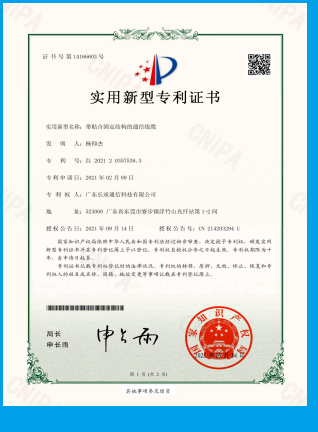 证书号第14166603号
实用新型专利证书
实用新型名称：带贴合固定结构的通信线缆
发明人：杨仰杰
专利号：ZL 2021 2 0357538.3
专利申请日：2021年02月09日
专利权人：广东长承通信科技有限公司
地址：523000 广东省东莞市寮步镇浮竹山光纤站第1-2间
授权公告日：2021年09月14日 授权公告号：CN 214203294 U
国家知识产权局依照中华人民共和国专利法经过初步审查，决定授予专利权，颁发实用
新型专利证书并在专利登记簿上予以登记。专利权自授权公告之日起生效。专利权期限为十
年，自申请日起算。
专利证书记载专利权登记时的法律状况。专利权的转移、质押、无效、终止、恢复和专
利权人的姓名或名称、国籍、地址变更等事项记载在专利登记簿上。
局长
申长雨
申长雨
国家知识产权局
第1页（共2页）
其他事项参见续页
CNIPA